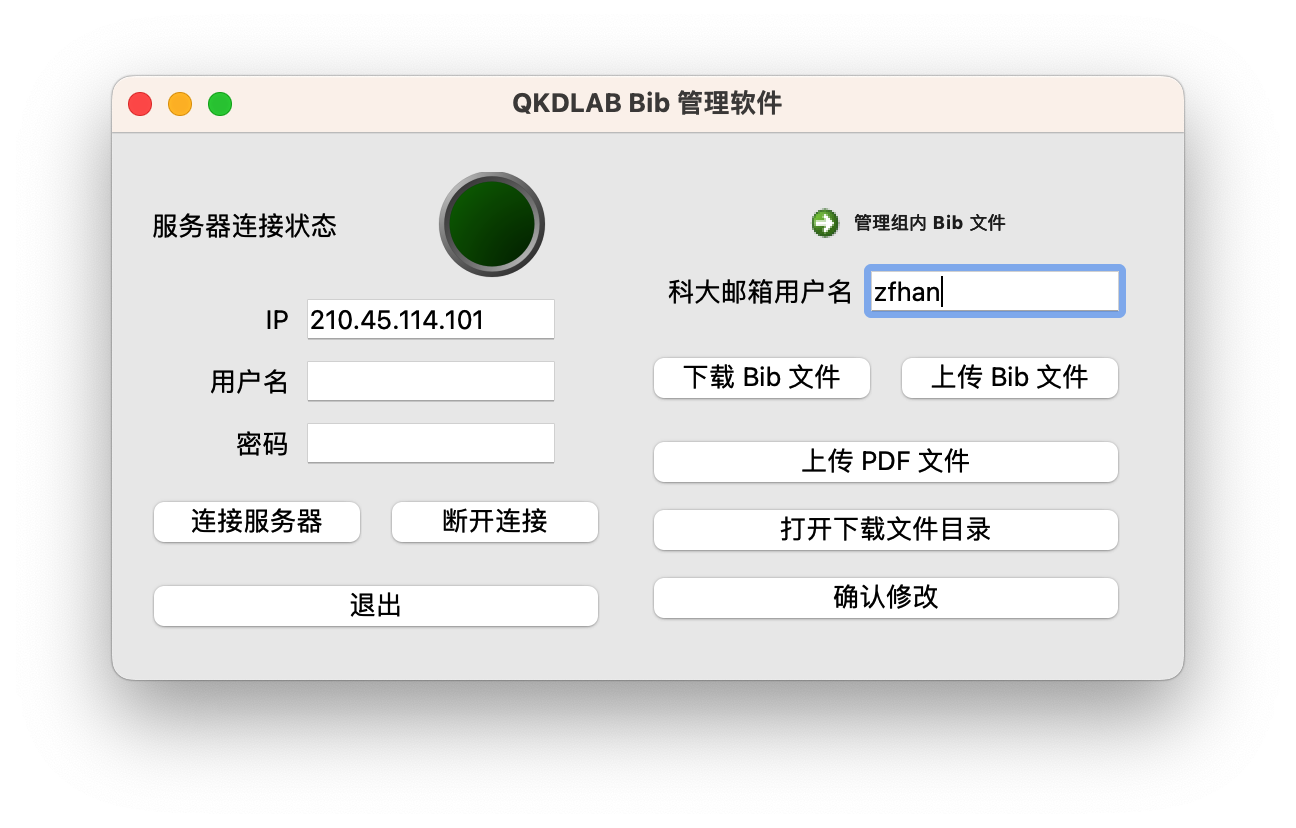 QKDLAB Bib 管理软件
服务器连接状态
IP 210.45.114.101
用户名
密码
连接服务器 断开连接
退出
管理组内 Bib 文件
科大邮箱用户名 zfhan
下载 Bib 文件 上传 Bib 文件
上传 PDF 文件
打开下载文件目录
确认修改